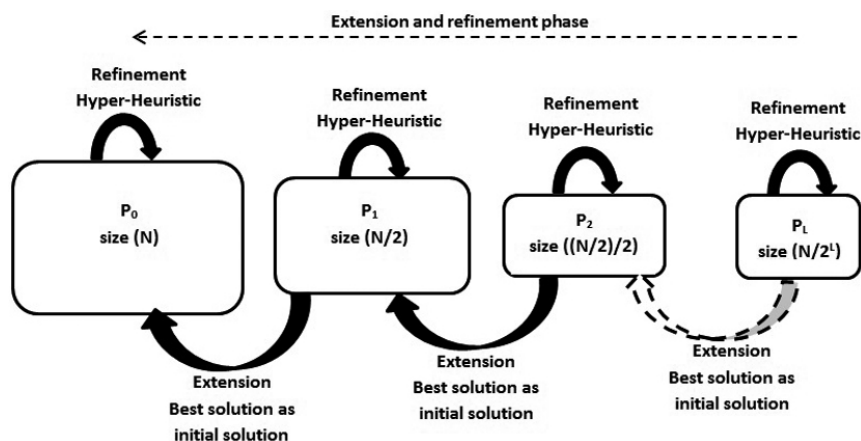 Extension and refinement phase
Refinement
Hyper-Heuristic
Refinement
Hyper-Heuristic
Refinement
Hyper-Heuristic
Refinement
Hyper-Heuristic
P₀
size (N)
P₁
size (N/2)
P₂
size ((N/2)/2)
P_L
size (N/2ᴸ)
Extension
Best solution as
initial solution
Extension
Best solution as
initial solution
Extension
Best solution as
initial solution